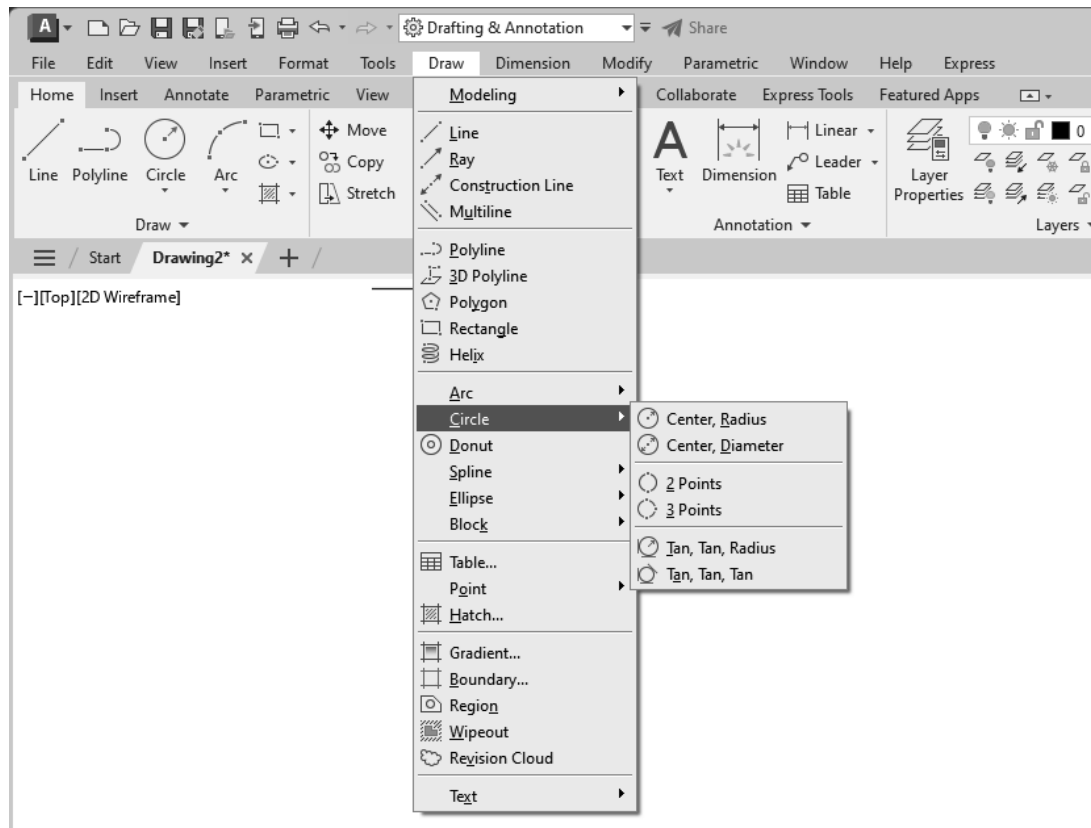 A Drafting & Annotation Share
File Edit View Insert Format Tools Draw Dimension Modify Parametric Window Help Express
Home Insert Annotate Parametric View Collaborate Express Tools Featured Apps
Line Polyline Circle Arc
Move
Copy
Stretch
Draw
A Text Dimension
Linear
Leader
Table
Annotation
Layer
Properties
0
Layers
Start Drawing2*
[−][Top][2D Wireframe]
Modeling
Line
Ray
Construction Line
Multiline
Polyline
3D Polyline
Polygon
Rectangle
Helix
Arc
Circle
Donut
Spline
Ellipse
Block
Table...
Point
Hatch...
Gradient...
Boundary...
Region
Wipeout
Revision Cloud
Text
Center, Radius
Center, Diameter
2 Points
3 Points
Tan, Tan, Radius
Tan, Tan, Tan